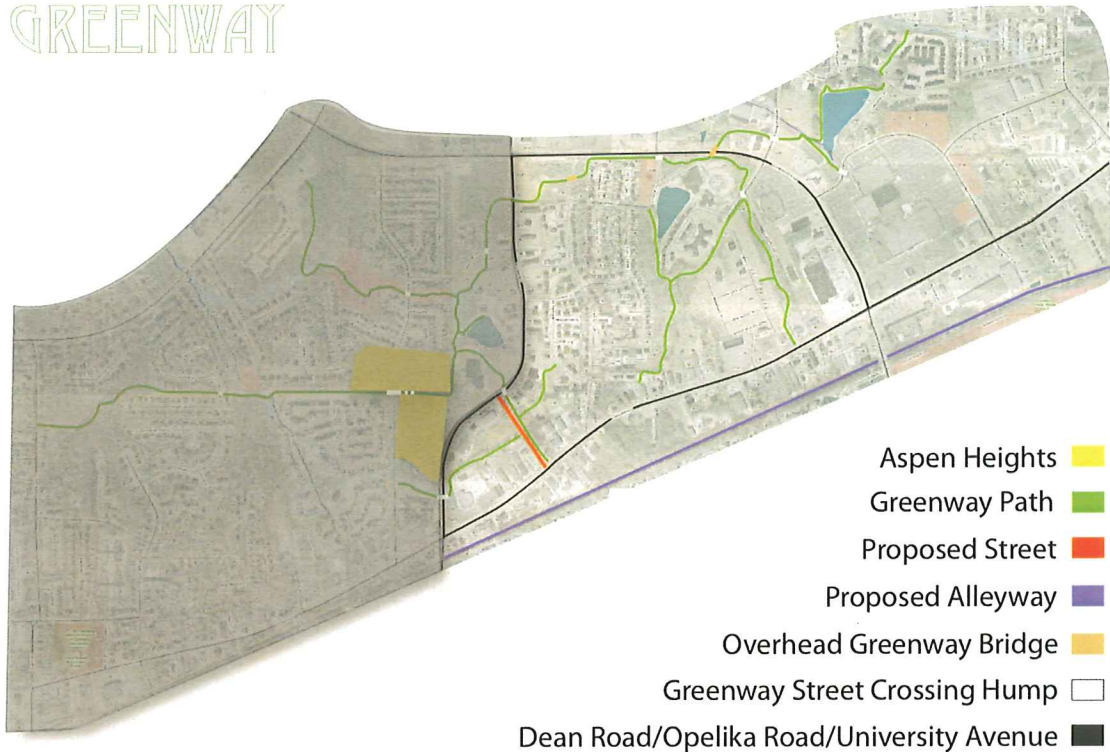 GREENWAY
Aspen Heights
Greenway Path
Proposed Street
Proposed Alleyway
Overhead Greenway Bridge
Greenway Street Crossing Hump
Dean Road/Opelika Road/University Avenue